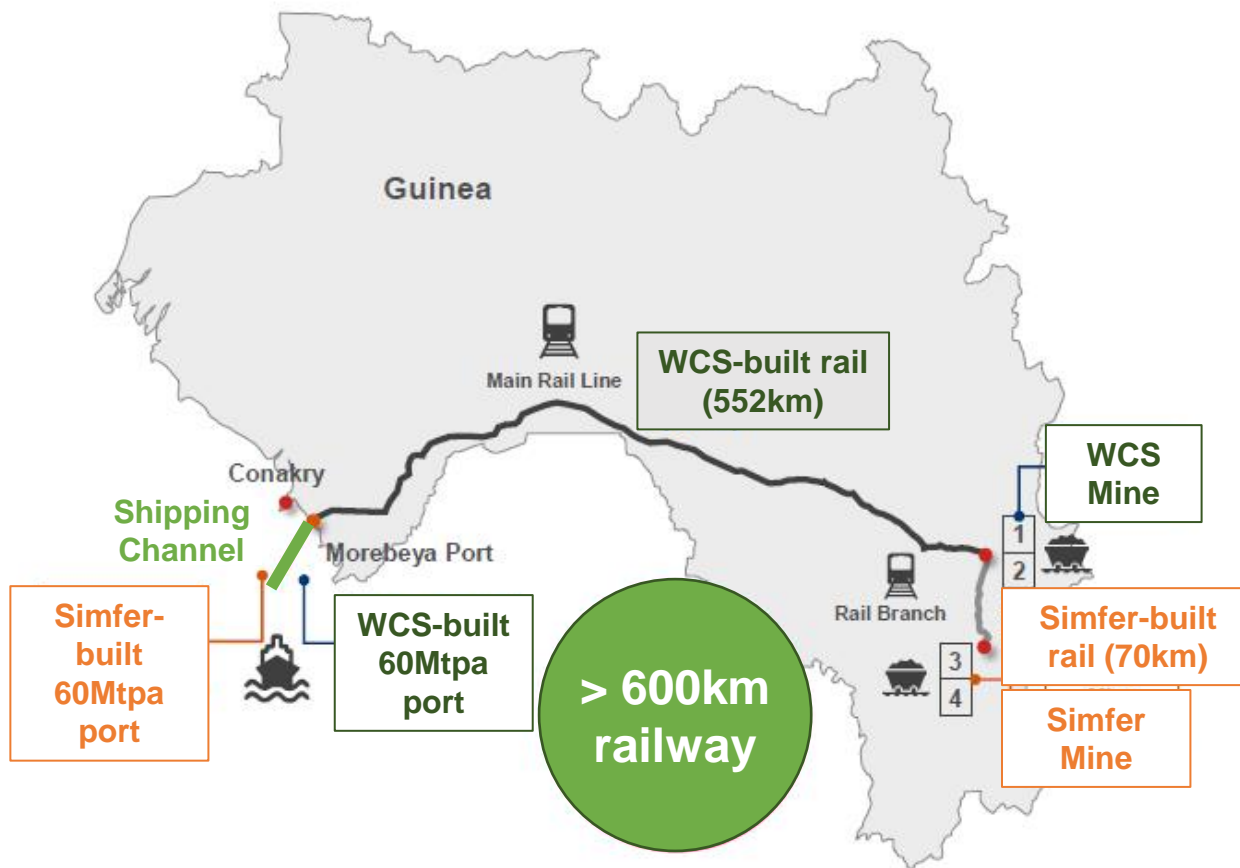 Guinea
Main Rail Line
WCS-built rail
(552km)
Conakry
Shipping
Channel
Morebeya Port
WCS
Mine
1
2
Rail Branch
Simfer-
built
60Mtpa
port
WCS-built
60Mtpa
port
> 600km
railway
Simfer-built
rail (70km)
3
4
Simfer
Mine